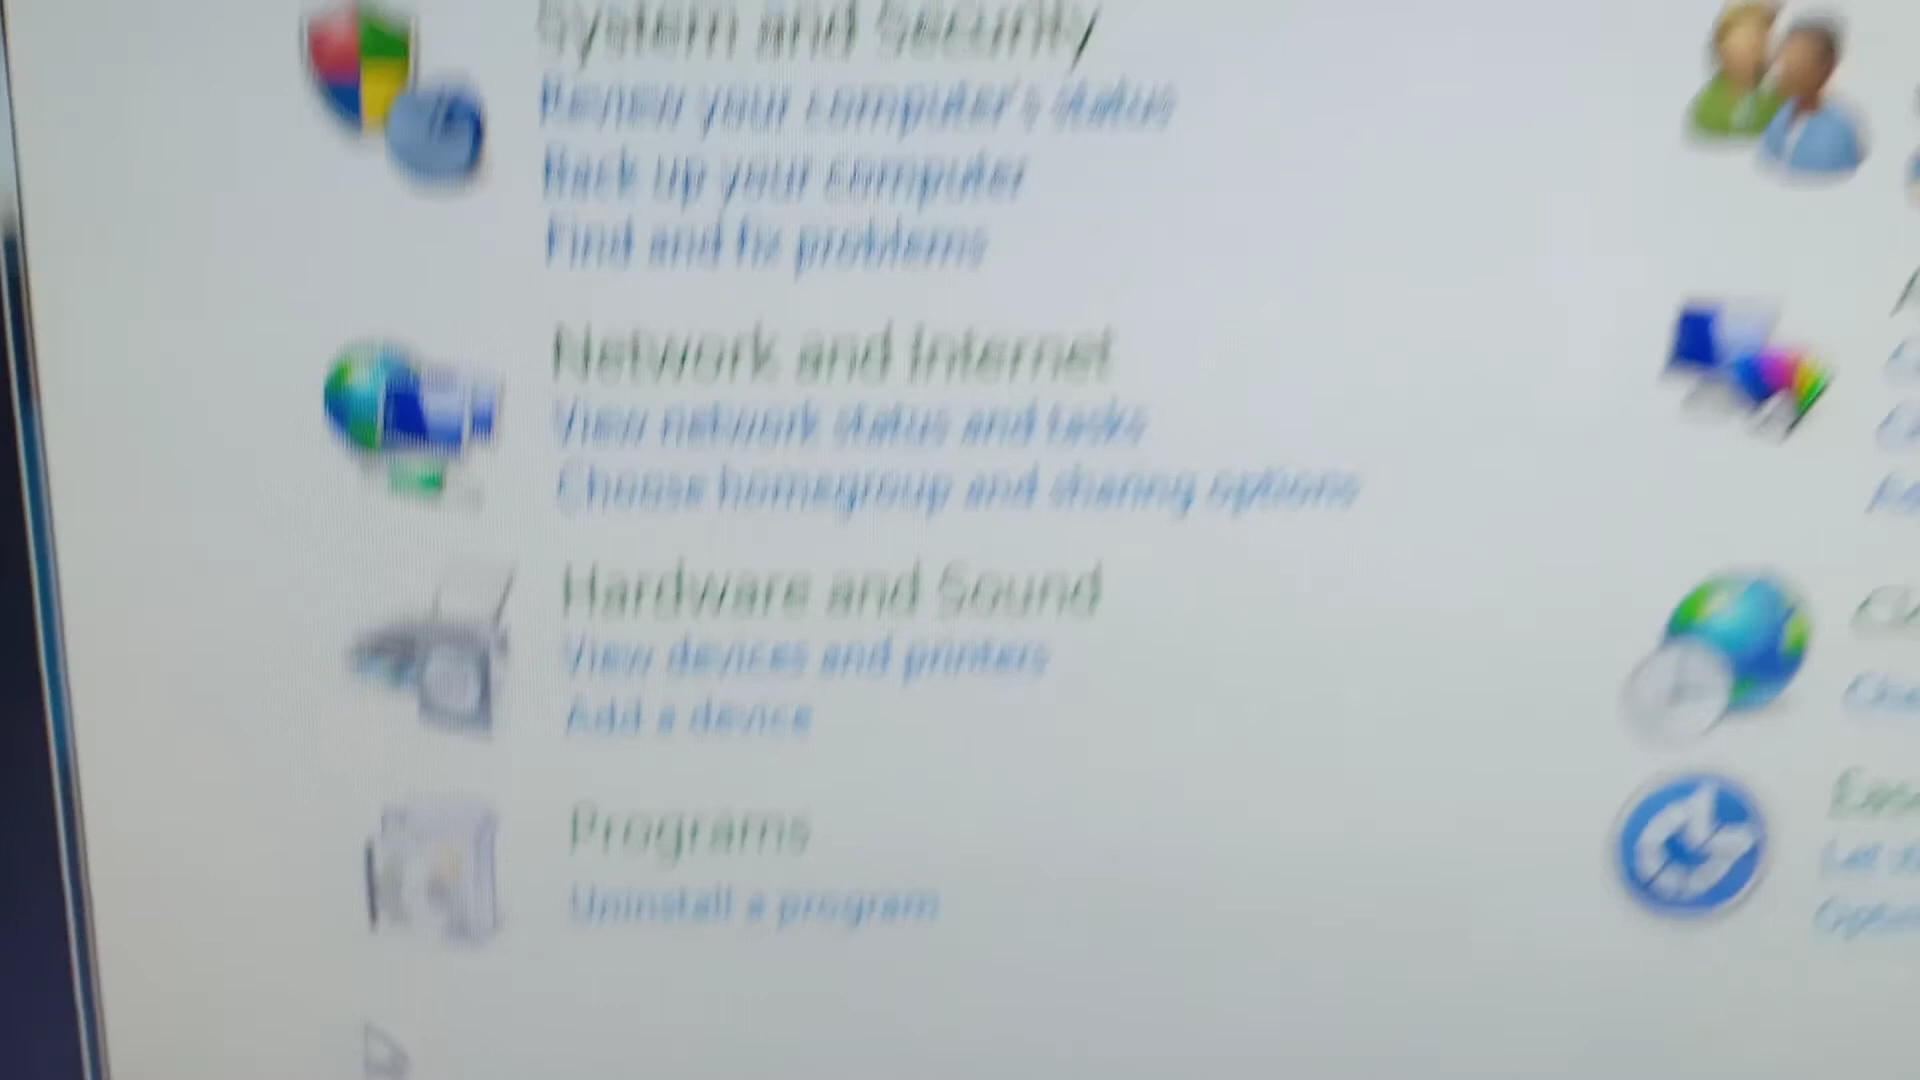 System and Security
Review your computer's status
Back up your computer
Find and fix problems
Network and Internet
View network status and tasks
Choose homegroup and sharing options
Hardware and Sound
View devices and printers
Add a device
Programs
Uninstall a program
Ease
Let